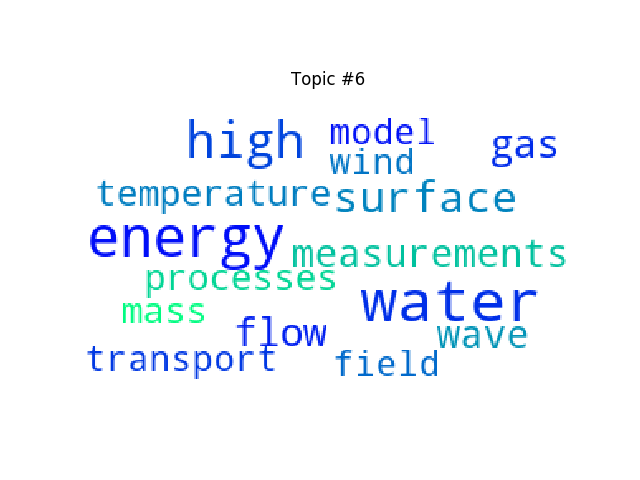 Topic #6
high model gas
wind
temperature surface
energy measurements
processes
mass water
flow wave
transport field